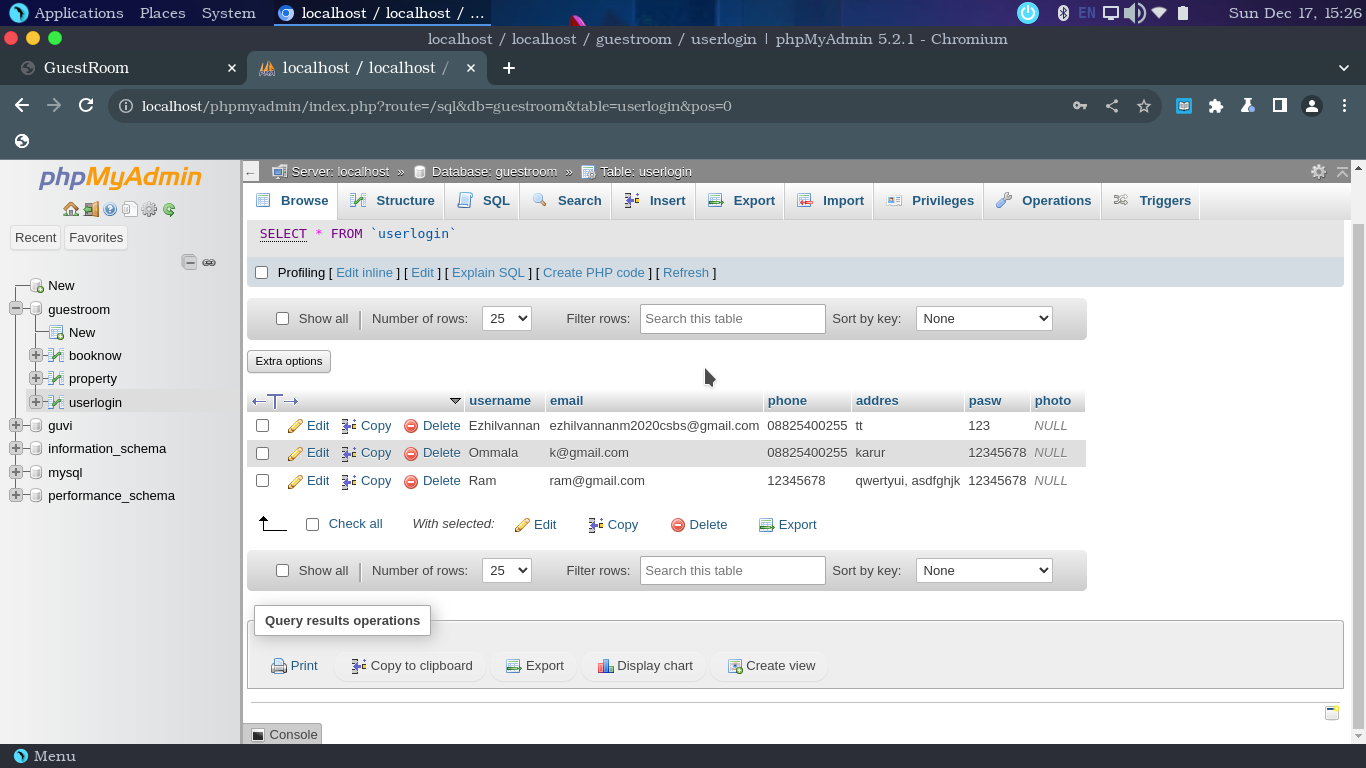 Applications Places System localhost / localhost / ... EN Sun Dec 17, 15:26
localhost / localhost / guestroom / userlogin | phpMyAdmin 5.2.1 - Chromium
GuestRoom localhost / localhost /
localhost/phpmyadmin/index.php?route=/sql&db=guestroom&table=userlogin&pos=0
phpMyAdmin
Recent Favorites
New
guestroom
New
booknow
property
userlogin
guvi
information_schema
mysql
performance_schema
Server: localhost » Database: guestroom » Table: userlogin
Browse Structure SQL Search Insert Export Import Privileges Operations Triggers
SELECT * FROM `userlogin`
Profiling [ Edit inline ] [ Edit ] [ Explain SQL ] [ Create PHP code ] [ Refresh ]
Show all Number of rows: 25 Filter rows: Search this table Sort by key: None
Extra options
username email phone addres pasw photo
Edit Copy Delete Ezhilvannan ezhilvannanm2020csbs@gmail.com 08825400255 tt 123 NULL
Edit Copy Delete Ommala k@gmail.com 08825400255 karur 12345678 NULL
Edit Copy Delete Ram ram@gmail.com 12345678 qwertyui, asdfghjk 12345678 NULL
Check all With selected: Edit Copy Delete Export
Show all Number of rows: 25 Filter rows: Search this table Sort by key: None
Query results operations
Print Copy to clipboard Export Display chart Create view
Console
Menu